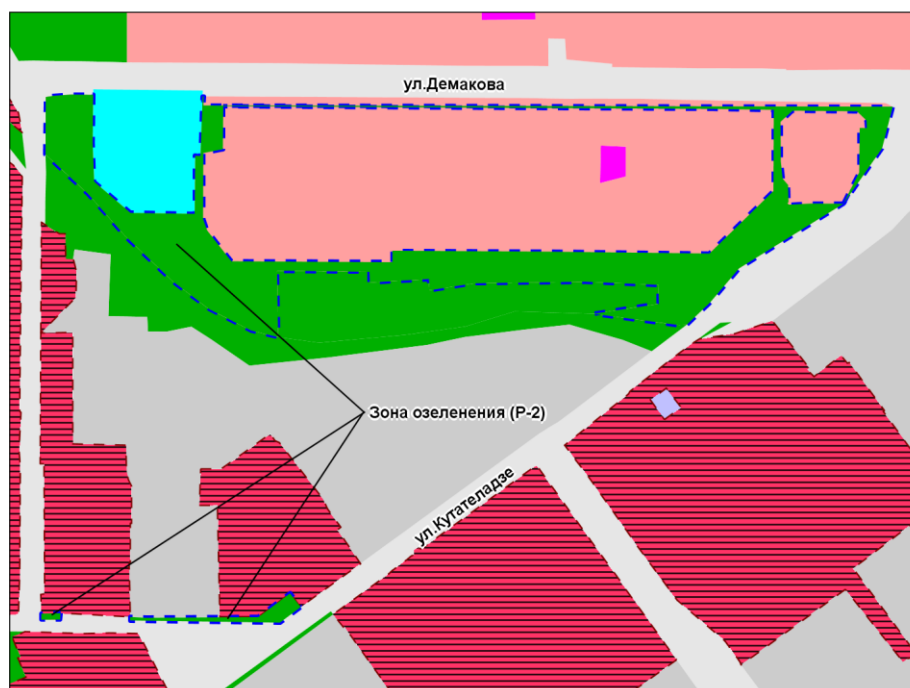 ул.Демакова
Зона озеленения (Р-2)
ул.Кутателадзе